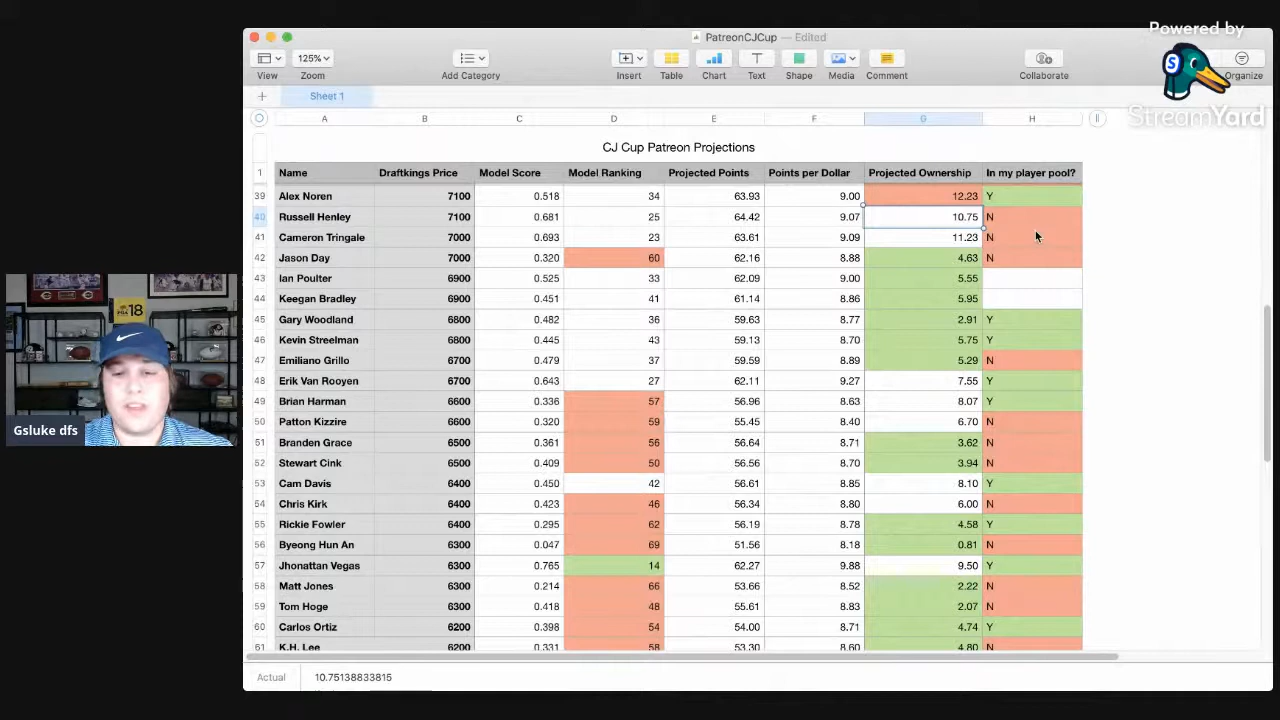 Powered by
StreamYard
PatreonCJCup — Edited
125%
View Zoom Add Category Insert Table Chart Text Shape Media Comment Collaborate Organize
Sheet 1
A B C D E F G H
CJ Cup Patreon Projections
1 Name Draftkings Price Model Score Model Ranking Projected Points Points per Dollar Projected Ownership In my player pool?
39 Alex Noren 7100 0.518 34 63.93 9.00 12.23 Y
40 Russell Henley 7100 0.681 25 64.42 9.07 10.75 N
41 Cameron Tringale 7000 0.693 23 63.61 9.09 11.23 N
42 Jason Day 7000 0.320 60 62.16 8.88 4.63 N
43 Ian Poulter 6900 0.525 33 62.09 9.00 5.55
44 Keegan Bradley 6900 0.451 41 61.14 8.86 5.95
45 Gary Woodland 6800 0.482 36 59.63 8.77 2.91 Y
46 Kevin Streelman 6800 0.445 43 59.13 8.70 5.75 Y
47 Emiliano Grillo 6700 0.479 37 59.59 8.89 5.29 N
48 Erik Van Rooyen 6700 0.643 27 62.11 9.27 7.55 Y
49 Brian Harman 6600 0.336 57 56.96 8.63 8.07 Y
50 Patton Kizzire 6600 0.320 59 55.45 8.40 6.70 N
51 Branden Grace 6500 0.361 56 56.64 8.71 3.62 N
52 Stewart Cink 6500 0.409 50 56.56 8.70 3.94 N
53 Cam Davis 6400 0.450 42 56.61 8.85 8.10 Y
54 Chris Kirk 6400 0.423 46 56.34 8.80 6.00 N
55 Rickie Fowler 6400 0.295 62 56.19 8.78 4.58 Y
56 Byeong Hun An 6300 0.047 69 51.56 8.18 0.81 N
57 Jhonattan Vegas 6300 0.765 14 62.27 9.88 9.50 Y
58 Matt Jones 6300 0.214 66 53.66 8.52 2.22 N
59 Tom Hoge 6300 0.418 48 55.61 8.83 2.07 N
60 Carlos Ortiz 6200 0.398 54 54.00 8.71 4.74 Y
61 K.H. Lee 6200 0.331 58 53.30 8.60 4.80 N
Actual 10.75138833815
18
Gsluke dfs